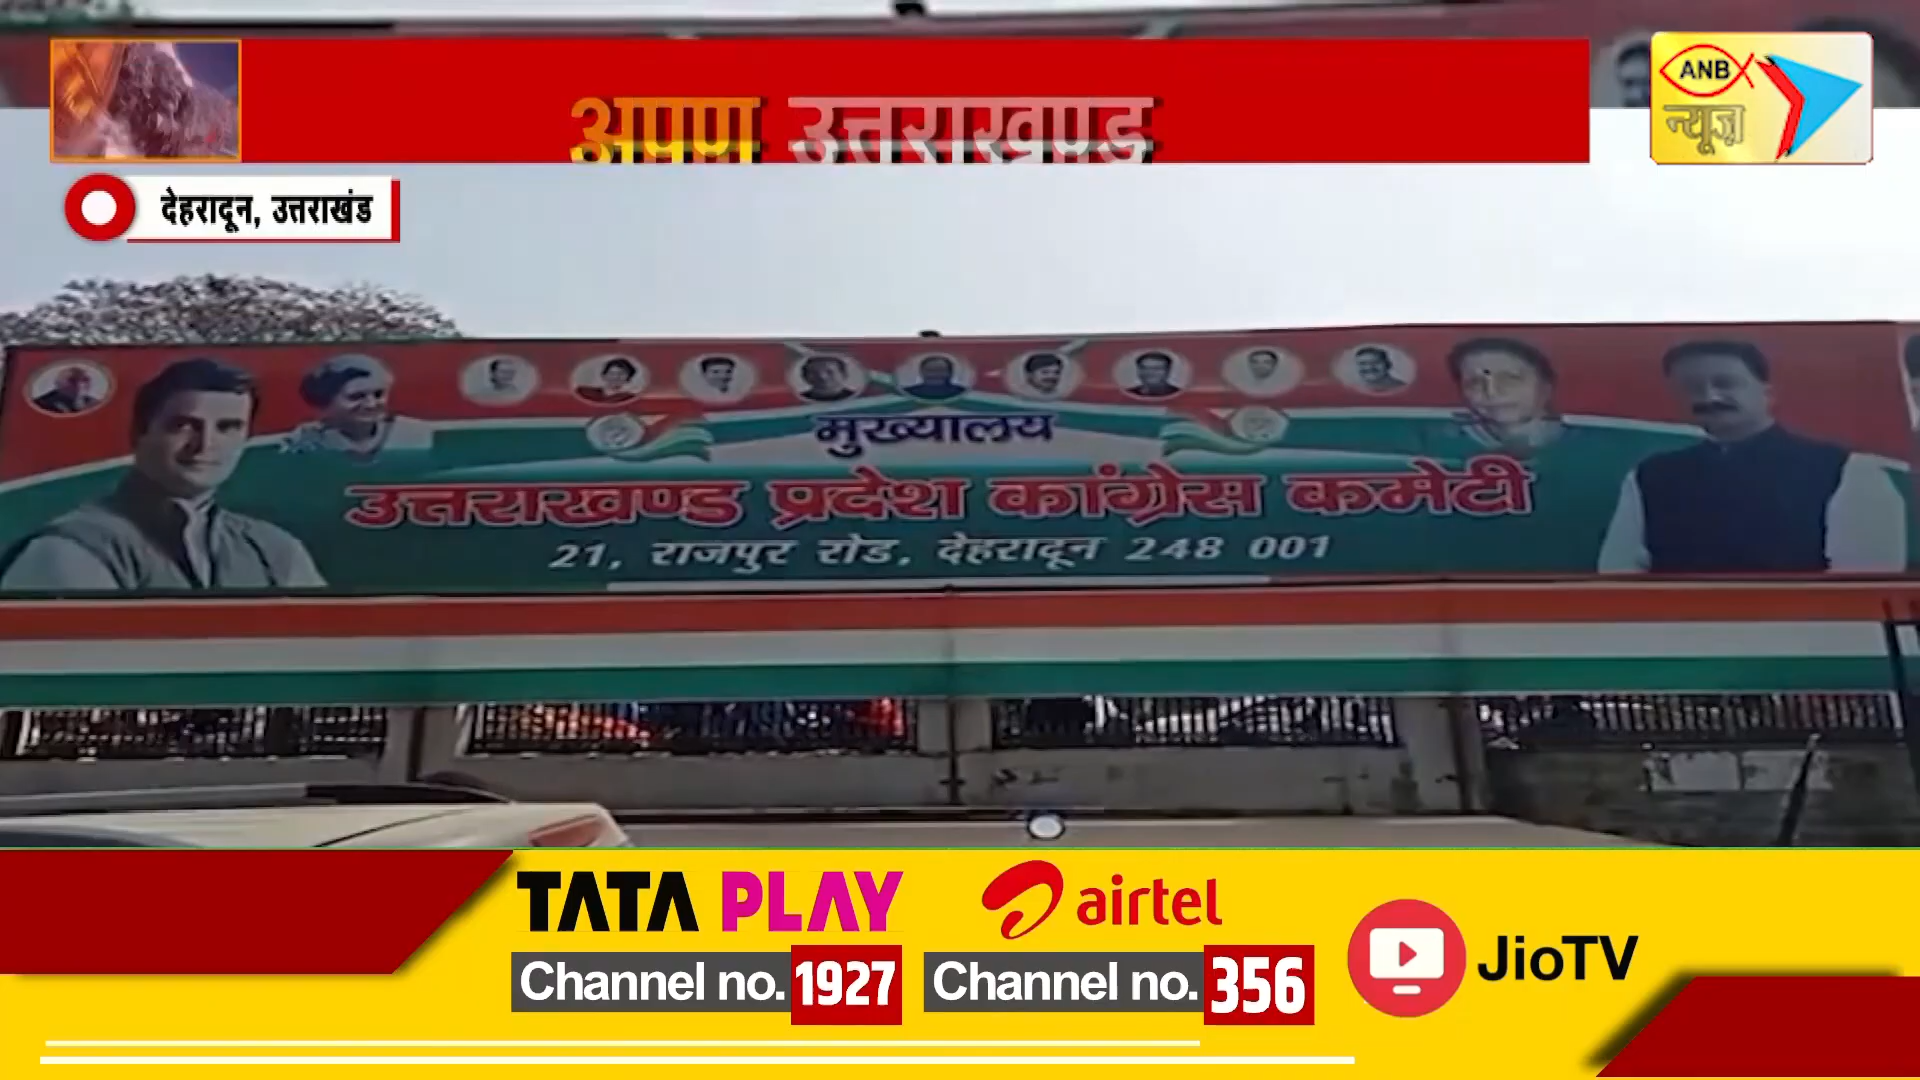 अपण उत्तराखण्ड
ANB
न्यूज़
देहरादून, उत्तराखंड
मुख्यालय
उत्तराखण्ड प्रदेश कांग्रेस कमेटी
21, राजपुर रोड, देहरादून 248 001
TATA PLAY
Channel no. 1927
airtel
Channel no. 356
JioTV